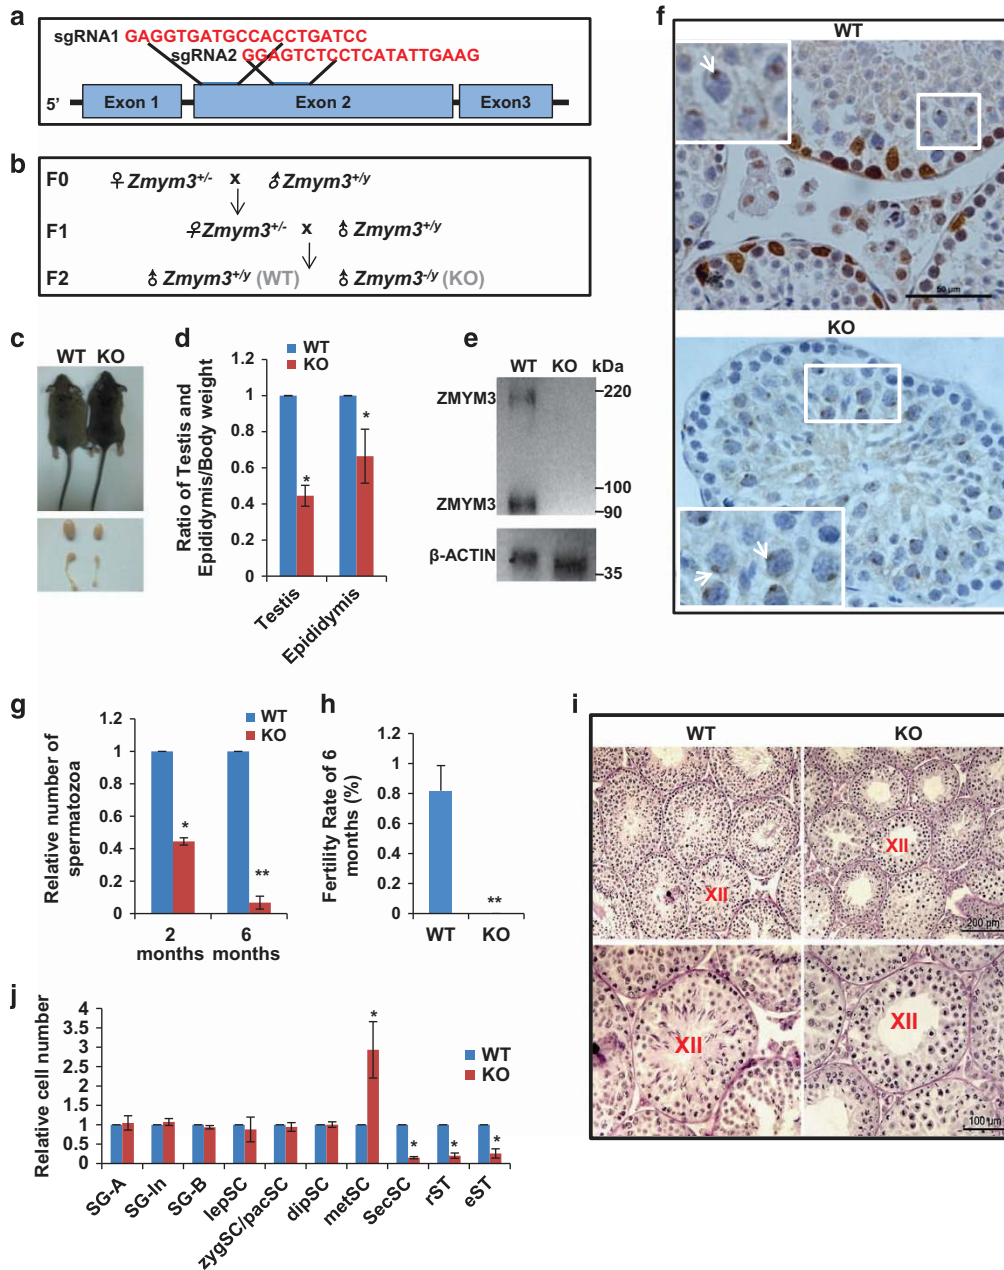 a
sgRNA1 GAGGTGATGCCACCTGATCC
sgRNA2 GGAGTCTCCTCATATTGAAG
5’ Exon 1 Exon 2 Exon3
b
F0 ♀Zmym3+/- x ♂Zmym3+/y
F1 ♀Zmym3+/- x ♂Zmym3+/y
F2 ♂Zmym3+/y (WT) ♂Zmym3-/y (KO)
c
WT KO
d
Ratio of Testis and
Epididymis/Body weight
1.2
1
0.8
0.6
0.4
0.2
0
WT
KO
*
*
Testis
Epididymis
e
WT KO kDa
ZMYM3
220
100
ZMYM3
90
β-ACTIN
35
f
WT
50 µm
KO
g
Relative number of
spermatozoa
1.2
1
0.8
0.6
0.4
0.2
0
WT
KO
*
**
2
months
6
months
h
Fertility Rate of 6
months (%)
1.2
1
0.8
0.6
0.4
0.2
0
**
WT KO
i
WT KO
XII
XII
200 µm
XII
XII
100 µm
j
Relative cell number
4
3.5
3
2.5
2
1.5
1
0.5
0
WT
KO
*
*
*
*
SG-A
SG-In
SG-B
lepSC
zygSC/pacSC
dipSC
metSC
SecSC
rST
eST